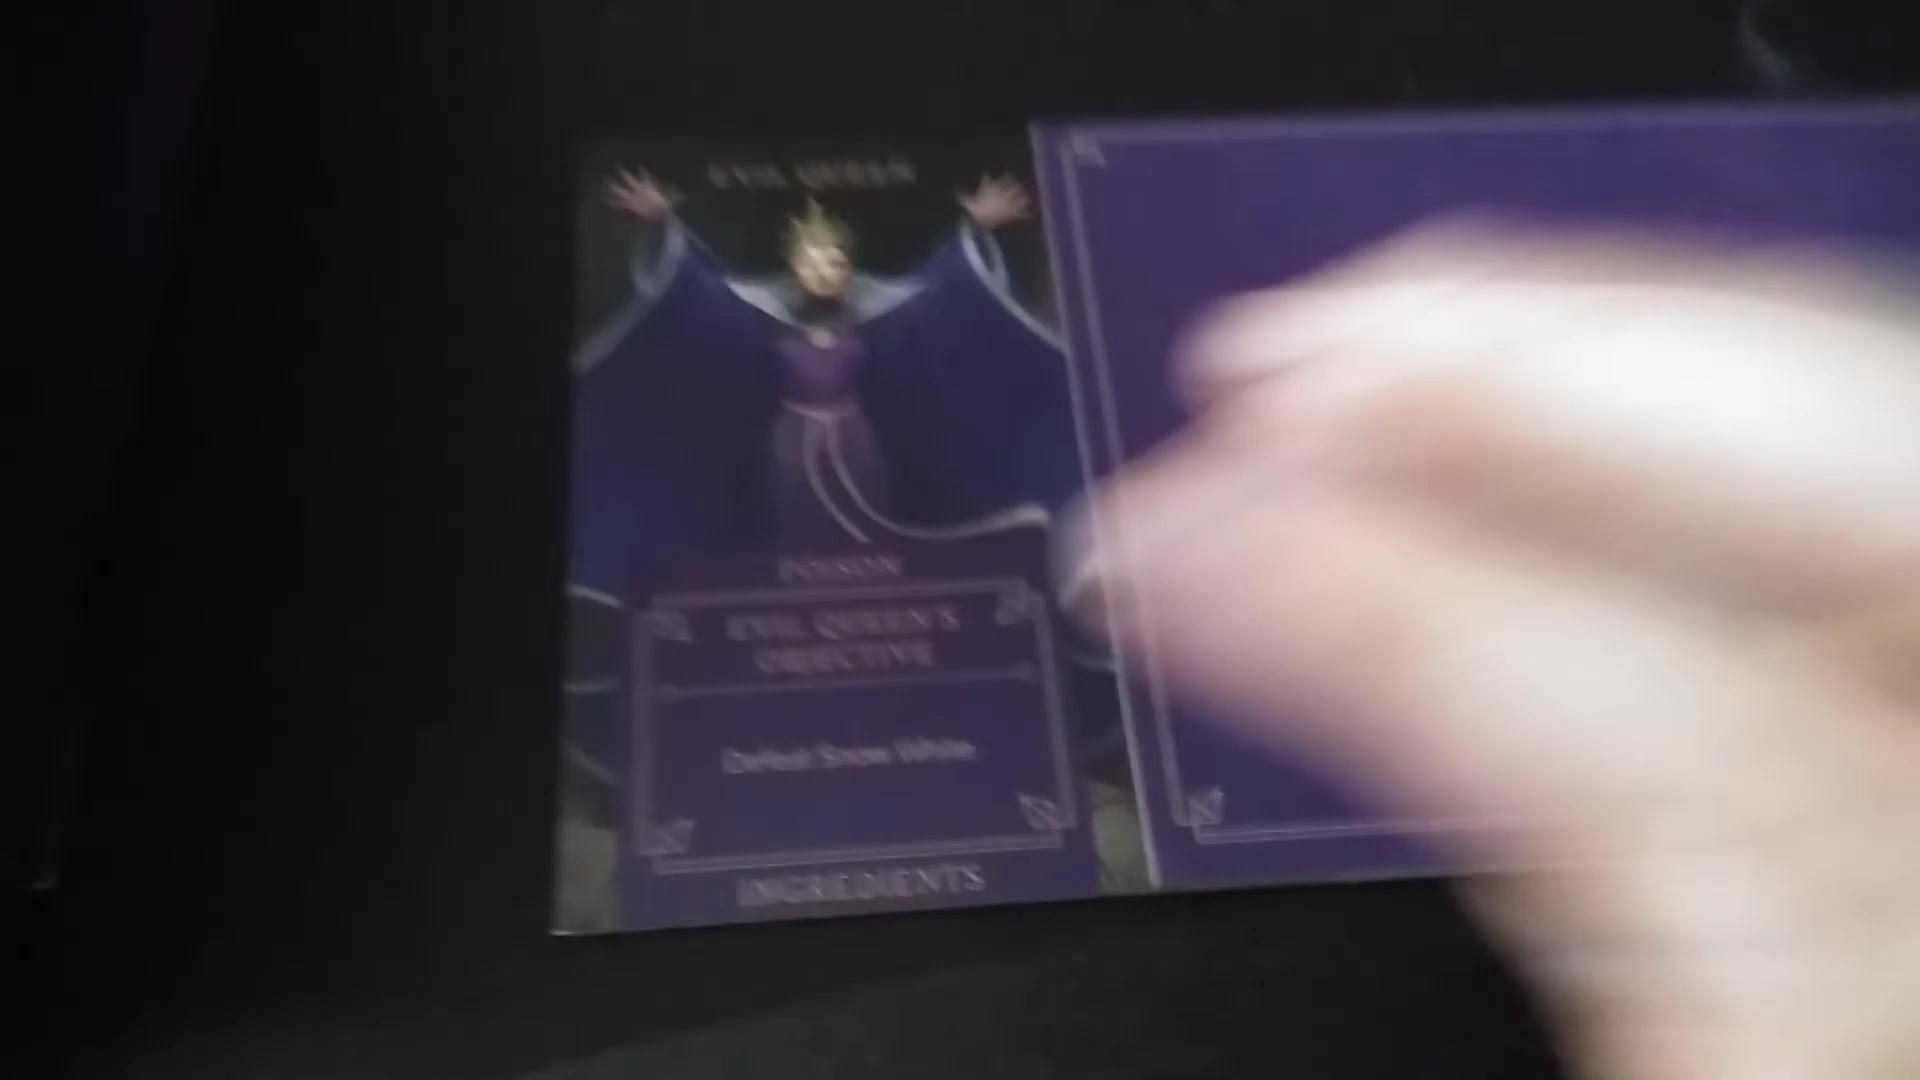 EVIL QUEEN
POISON
EVIL QUEEN'S
OBJECTIVE
Defeat Snow White
INGREDIENTS